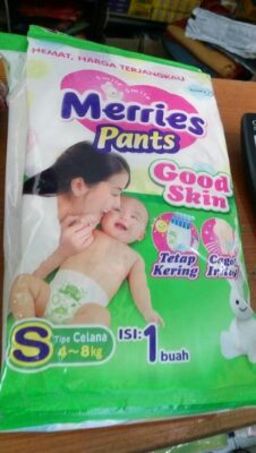 HEMAT, HARGA TERJANGKAU
Merries
Pants
Good
Skin
Tetap
Kering
S
Tipe Celana
4~8kg
ISI: 1
buah